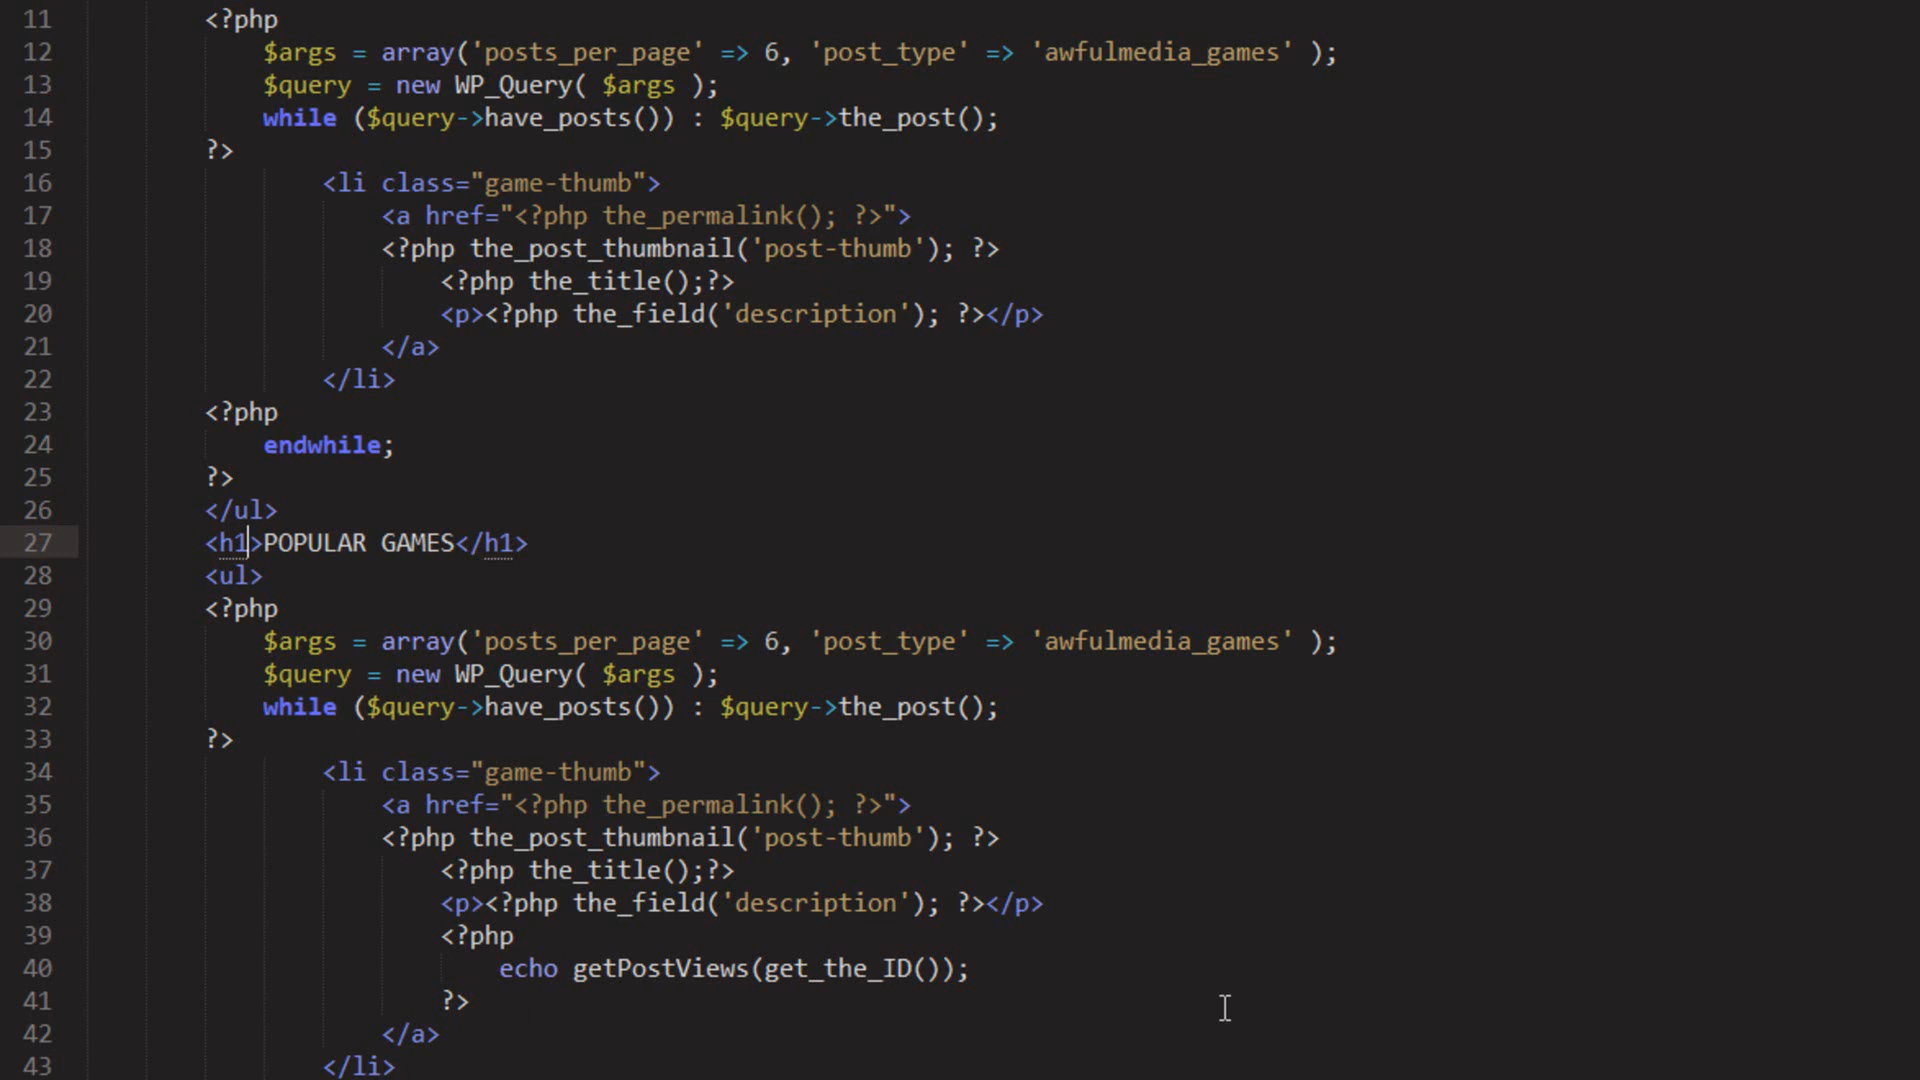 11 <?php
12 $args = array('posts_per_page' => 6, 'post_type' => 'awfulmedia_games' );
13 $query = new WP_Query( $args );
14 while ($query->have_posts()) : $query->the_post();
15 ?>
16 <li class="game-thumb">
17 <a href="<?php the_permalink(); ?>">
18 <?php the_post_thumbnail('post-thumb'); ?>
19 <?php the_title();?>
20 <p><?php the_field('description'); ?></p>
21 </a>
22 </li>
23 <?php
24 endwhile;
25 ?>
26 </ul>
27 <h1>POPULAR GAMES</h1>
28 <ul>
29 <?php
30 $args = array('posts_per_page' => 6, 'post_type' => 'awfulmedia_games' );
31 $query = new WP_Query( $args );
32 while ($query->have_posts()) : $query->the_post();
33 ?>
34 <li class="game-thumb">
35 <a href="<?php the_permalink(); ?>">
36 <?php the_post_thumbnail('post-thumb'); ?>
37 <?php the_title();?>
38 <p><?php the_field('description'); ?></p>
39 <?php
40 echo getPostViews(get_the_ID());
41 ?>
42 </a>
43 </li>